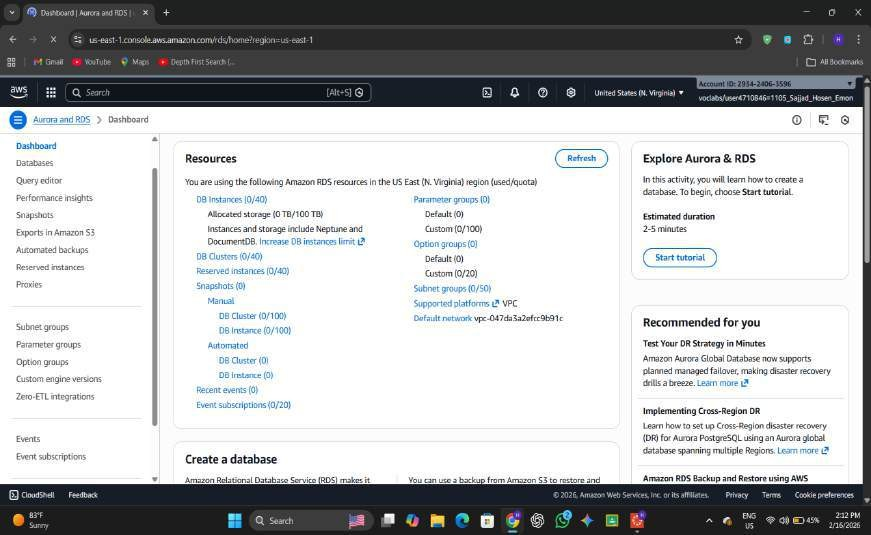 Dashboard | Aurora and RDS |
us-east-1.console.aws.amazon.com/rds/home?region=us-east-1
Gmail
YouTube
Maps
Depth First Search (...
All Bookmarks
aws
Search
[Alt+S]
United States (N. Virginia)
Account ID: 2934-2406-3596
voclabs/user4710846=1105_Sajjad_Hosen_Emon
Aurora and RDS > Dashboard
Dashboard
Databases
Query editor
Performance insights
Snapshots
Exports in Amazon S3
Automated backups
Reserved instances
Proxies
Subnet groups
Parameter groups
Option groups
Custom engine versions
Zero-ETL integrations
Events
Event subscriptions
Resources
Refresh
You are using the following Amazon RDS resources in the US East (N. Virginia) region (used/quota)
DB Instances (0/40)
Allocated storage (0 TB/100 TB)
Instances and storage include Neptune and
DocumentDB. Increase DB instances limit
DB Clusters (0/40)
Reserved instances (0/40)
Snapshots (0)
Manual
DB Cluster (0/100)
DB Instance (0/100)
Automated
DB Cluster (0)
DB Instance (0)
Recent events (0)
Event subscriptions (0/20)
Parameter groups (0)
Default (0)
Custom (0/100)
Option groups (0)
Default (0)
Custom (0/20)
Subnet groups (0/50)
Supported platforms VPC
Default network vpc-047da3a2efcc9b91c
Create a database
Amazon Relational Database Service (RDS) makes it
You can use a backup from Amazon S3 to restore and
Explore Aurora & RDS
In this activity, you will learn how to create a
database. To begin, choose Start tutorial.
Estimated duration
2-5 minutes
Start tutorial
Recommended for you
Test Your DR Strategy in Minutes
Amazon Aurora Global Database now supports
planned managed failover, making disaster recovery
drills a breeze. Learn more
Implementing Cross-Region DR
Learn how to set up Cross-Region disaster recovery
(DR) for Aurora PostgreSQL using an Aurora global
database spanning multiple Regions. Learn more
Amazon RDS Backup and Restore using AWS
CloudShell
Feedback
© 2026, Amazon Web Services, Inc. or its affiliates.
Privacy
Terms
Cookie preferences
83°F
Sunny
Search
2
ENG
US
45%
2:12 PM
2/16/2026